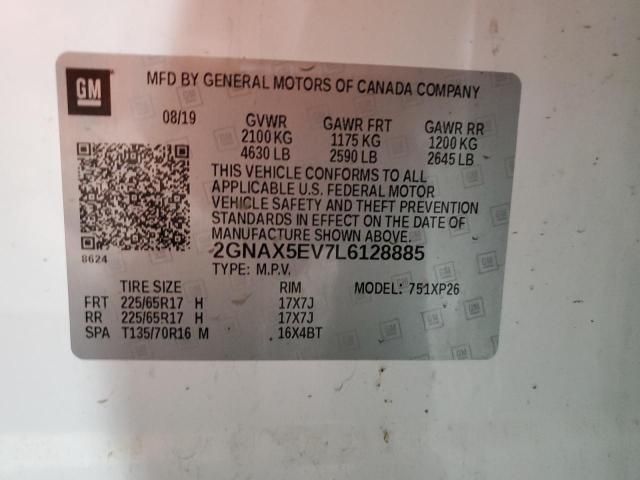 GM
MFD BY GENERAL MOTORS OF CANADA COMPANY
08/19 GVWR GAWR FRT GAWR RR
2100 KG 1175 KG 1200 KG
4630 LB 2590 LB 2645 LB
THIS VEHICLE CONFORMS TO ALL
APPLICABLE U.S. FEDERAL MOTOR
VEHICLE SAFETY AND THEFT PREVENTION
STANDARDS IN EFFECT ON THE DATE OF
MANUFACTURE SHOWN ABOVE.
8624
2GNAX5EV7L6128885
TYPE: M.P.V.
TIRE SIZE RIM MODEL: 751XP26
FRT 225/65R17 H 17X7J
RR 225/65R17 H 17X7J
SPA T135/70R16 M 16X4BT